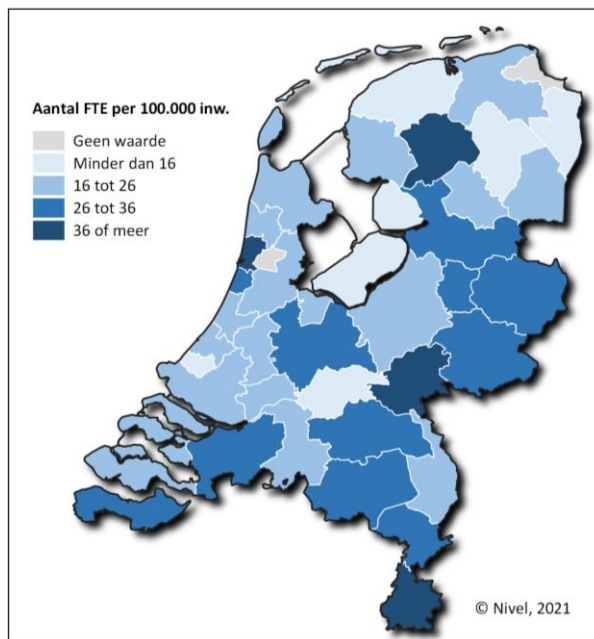 Aantal FTE per 100.000 inw.
Geen waarde
Minder dan 16
16 tot 26
26 tot 36
36 of meer
© Nivel, 2021